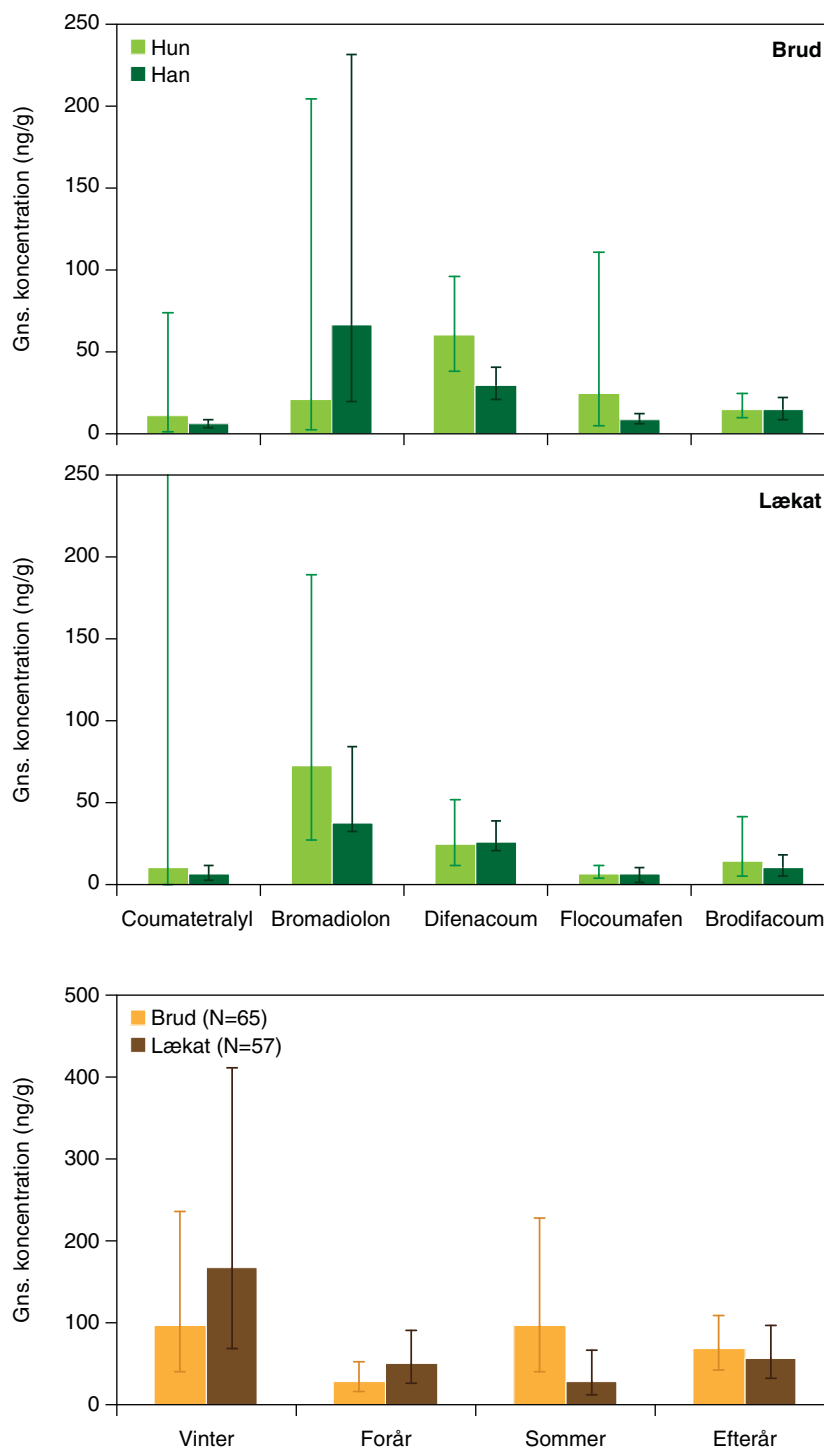 Gns. koncentration (ng/g)
250
200
150
100
50
0
Hun
Han
Brud
Gns. koncentration (ng/g)
250
200
150
100
50
0
Lækat
Coumatetralyl Bromadiolon Difenacoum Flocoumafen Brodifacoum
Gns. koncentration (ng/g)
500
400
300
200
100
0
Brud (N=65)
Lækat (N=57)
Vinter Forår Sommer Efterår